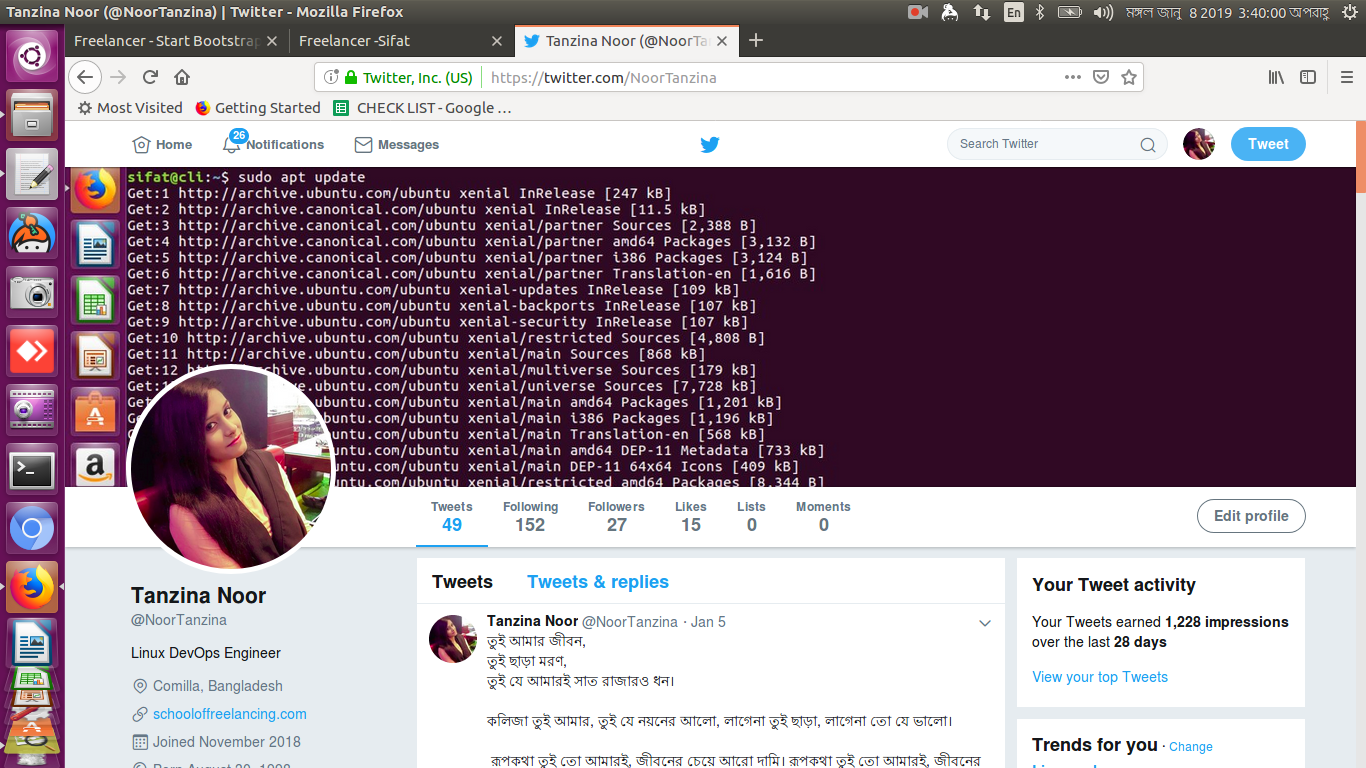 Tanzina Noor (@NoorTanzina) | Twitter - Mozilla Firefox
En
মঙ্গল জানু 8 2019 3:40:00 অপরাহ্ণ
Freelancer - Start Bootstrap
Freelancer -Sifat
Tanzina Noor (@NoorTa
Twitter, Inc. (US)
https://twitter.com/NoorTanzina
Most Visited
Getting Started
CHECK LIST - Google …
Home
26
Notifications
Messages
Search Twitter
Tweet
sifat@cli:~$ sudo apt update
Get:1 http://archive.ubuntu.com/ubuntu xenial InRelease [247 kB]
Get:2 http://archive.canonical.com/ubuntu xenial InRelease [11.5 kB]
Get:3 http://archive.canonical.com/ubuntu xenial/partner Sources [2,388 B]
Get:4 http://archive.canonical.com/ubuntu xenial/partner amd64 Packages [3,132 B]
Get:5 http://archive.canonical.com/ubuntu xenial/partner i386 Packages [3,124 B]
Get:6 http://archive.canonical.com/ubuntu xenial/partner Translation-en [1,616 B]
Get:7 http://archive.ubuntu.com/ubuntu xenial-updates InRelease [109 kB]
Get:8 http://archive.ubuntu.com/ubuntu xenial-backports InRelease [107 kB]
Get:9 http://archive.ubuntu.com/ubuntu xenial-security InRelease [107 kB]
Get:10 http://archive.ubuntu.com/ubuntu xenial/restricted Sources [4,808 B]
Get:11 http://archive.ubuntu.com/ubuntu xenial/main Sources [868 kB]
Get:12 archive.ubuntu.com/ubuntu xenial/multiverse Sources [179 kB]
Get:1 rchive.ubuntu.com/ubuntu xenial/universe Sources [7,728 kB]
Get: hive.ubuntu.com/ubuntu xenial/main amd64 Packages [1,201 kB]
ve.ubuntu.com/ubuntu xenial/main i386 Packages [1,196 kB]
ubuntu.com/ubuntu xenial/main Translation-en [568 kB]
untu.com/ubuntu xenial/main amd64 DEP-11 Metadata [733 kB]
untu.com/ubuntu xenial/main DEP-11 64x64 Icons [409 kB]
untu.com/ubuntu xenial/restricted amd64 Packages [8,344 B]
Tweets
49
Following
152
Followers
27
Likes
15
Lists
0
Moments
0
Edit profile
Tanzina Noor
@NoorTanzina
Linux DevOps Engineer
Comilla, Bangladesh
schooloffreelancing.com
Joined November 2018
Tweets
Tweets & replies
Tanzina Noor @NoorTanzina · Jan 5
তুই আমার জীবন,
তুই ছাড়া মরণ,
তুই যে আমারই সাত রাজারও ধন।
কলিজা তুই আমার, তুই যে নয়নের আলো, লাগেনা তুই ছাড়া, লাগেনা তো যে ভালো।
রূপকথা তুই তো আমারই, জীবনের চেয়ে আরো দামি। রূপকথা তুই তো আমারই, জীবনের
Your Tweet activity
Your Tweets earned 1,228 impressions
over the last 28 days
View your top Tweets
Trends for you · Change